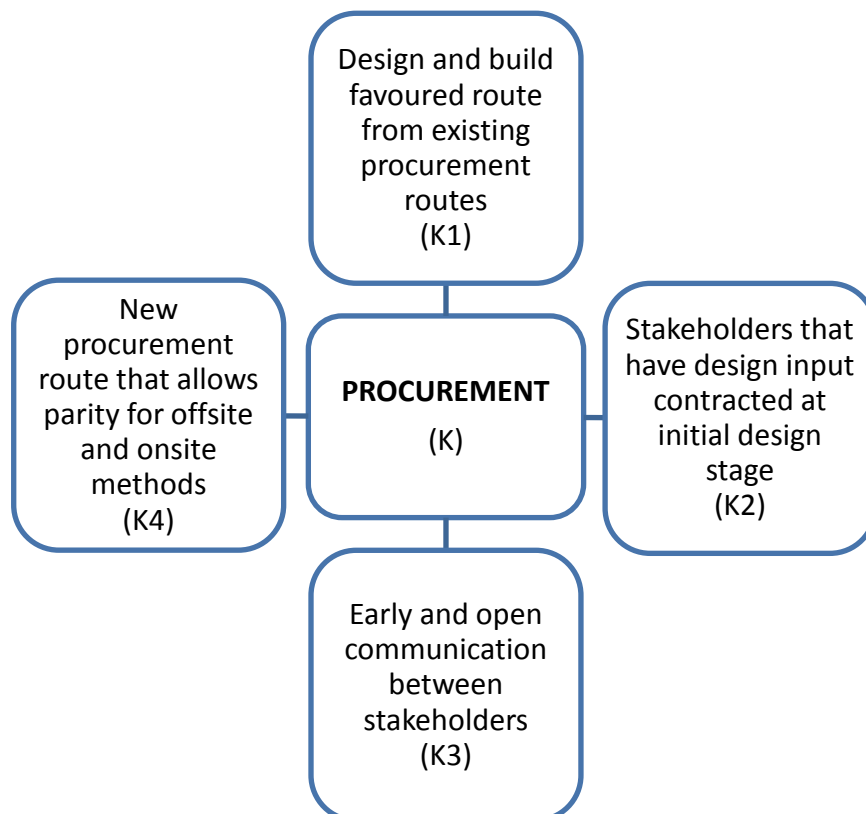 Design and build
favoured route
from existing
procurement
routes
(K1)
New
procurement
route that allows
parity for offsite
and onsite
methods
(K4)
PROCUREMENT
(K)
Stakeholders that
have design input
contracted at
initial design
stage
(K2)
Early and open
communication
between
stakeholders
(K3)